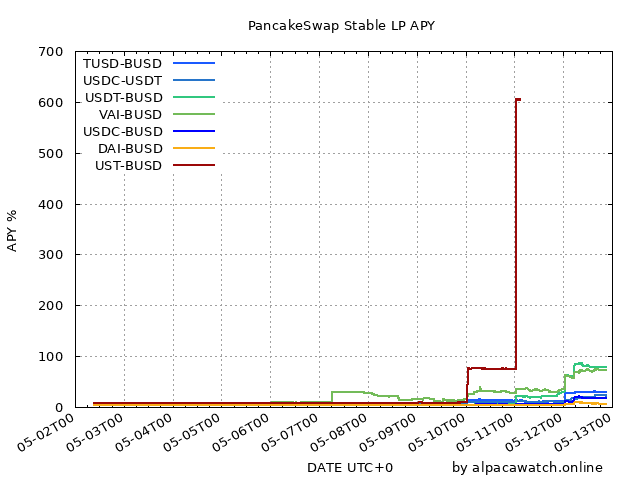 PancakeSwap Stable LP APY
700
600
500
400
300
200
100
0
APY %
TUSD-BUSD
USDC-USDT
USDT-BUSD
VAI-BUSD
USDC-BUSD
DAI-BUSD
UST-BUSD
05-02T00
05-03T00
05-04T00
05-05T00
05-06T00
05-07T00
05-08T00
05-09T00
05-10T00
05-11T00
05-12T00
05-13T00
DATE UTC+0
by alpacawatch.online